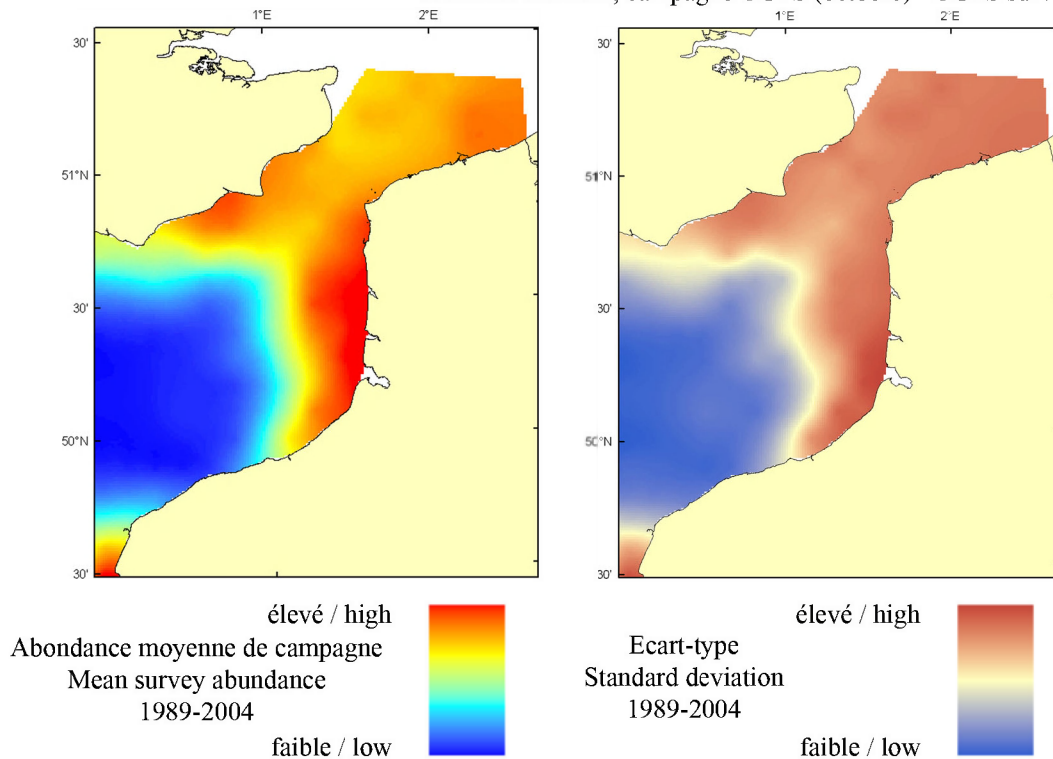 campagne
1°E 2°E 1°E 2°E
30' 30'
51°N 51°N
30' 30'
50°N 50°N
30' 30'
élevé / high
Abondance moyenne de campagne
Mean survey abundance
1989-2004
faible / low
élevé / high
Ecart-type
Standard deviation
1989-2004
faible / low